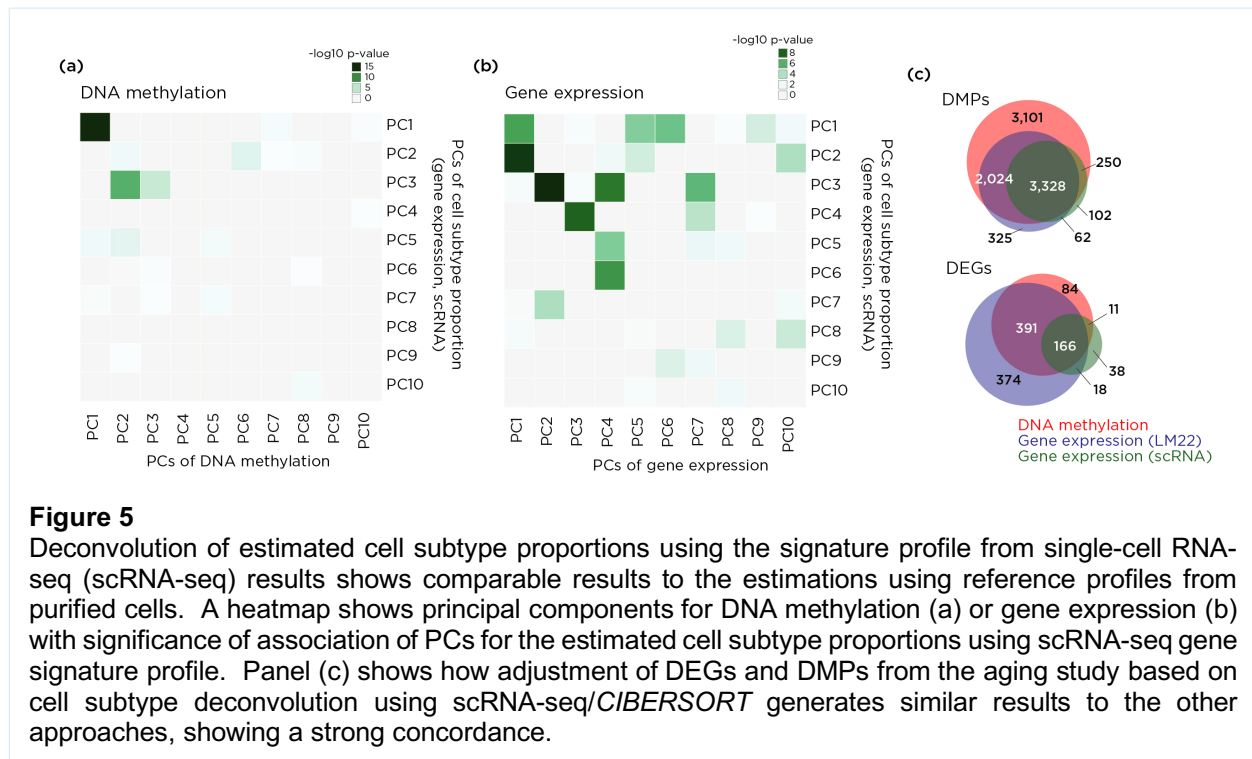 (a)
DNA methylation
-log10 p-value
15
10
5
0
PC1
PC2
PC3
PC4
PC5
PC6
PC7
PC8
PC9
PC10
PCs of cell subtype proportion
(gene expression, scRNA)
PC1
PC2
PC3
PC4
PC5
PC6
PC7
PC8
PC9
PC10
PCs of DNA methylation
(b)
Gene expression
-log10 p-value
8
6
4
2
0
PC1
PC2
PC3
PC4
PC5
PC6
PC7
PC8
PC9
PC10
PCs of cell subtype proportion
(gene expression, scRNA)
PC1
PC2
PC3
PC4
PC5
PC6
PC7
PC8
PC9
PC10
PCs of gene expression
(c)
DMPs
3,101
250
2,024
3,328
102
325
62
DEGs
84
11
391
166
38
374
18
DNA methylation
Gene expression (LM22)
Gene expression (scRNA)
Figure 5
Deconvolution of estimated cell subtype proportions using the signature profile from single-cell RNA-
seq (scRNA-seq) results shows comparable results to the estimations using reference profiles from
purified cells. A heatmap shows principal components for DNA methylation (a) or gene expression (b)
with significance of association of PCs for the estimated cell subtype proportions using scRNA-seq gene
signature profile. Panel (c) shows how adjustment of DEGs and DMPs from the aging study based on
cell subtype deconvolution using scRNA-seq/CIBERSORT generates similar results to the other
approaches, showing a strong concordance.